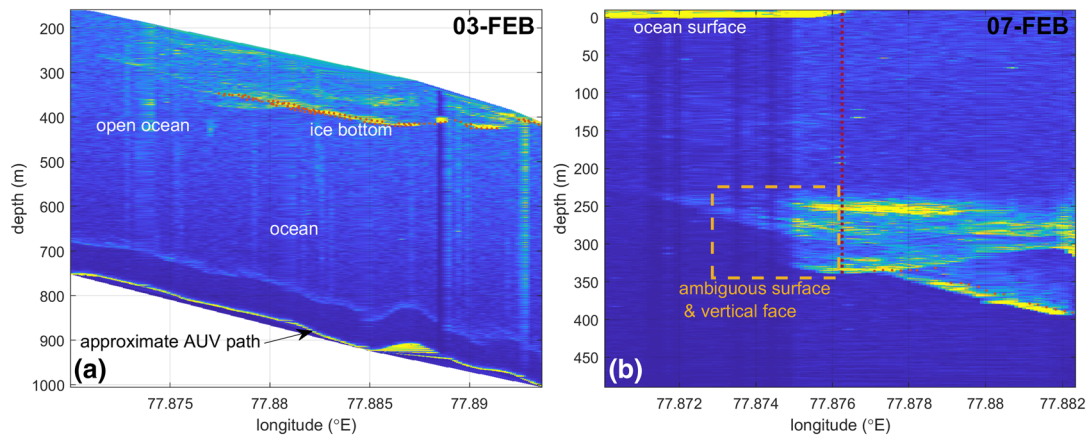 03-FEB
200
300
400
500
600
700
800
900
1000
depth (m)
open ocean
ice bottom
ocean
approximate AUV path
(a)
77.875
77.88
77.885
77.89
longitude (°E)
07-FEB
ocean surface
0
50
100
150
200
250
300
350
400
450
depth (m)
ambiguous surface
& vertical face
(b)
77.872
77.874
77.876
77.878
77.88
77.882
longitude (°E)